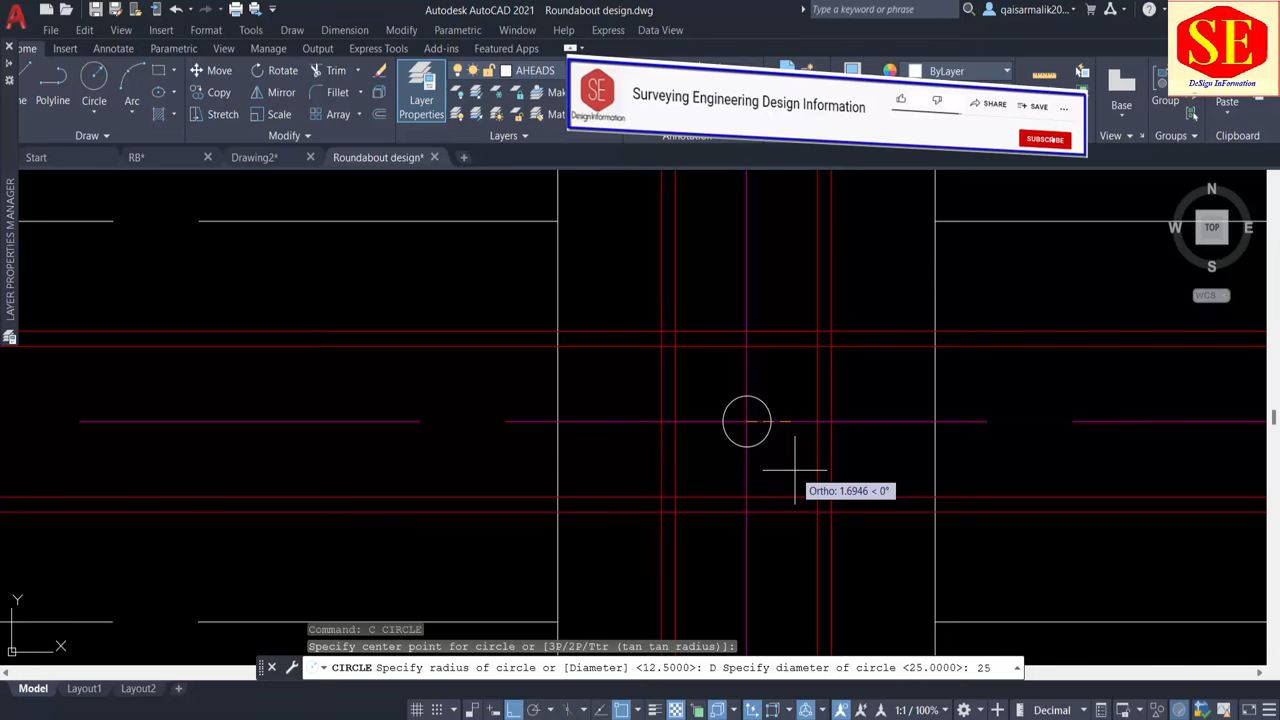 Autodesk AutoCAD 2021 Roundabout design.dwg
Type a keyword or phrase
qaisarmalik20...
File Edit View Insert Format Tools Draw Dimension Modify Parametric Window Help Express Data View
ome Insert Annotate Parametric View Manage Output Express Tools Add-ins Featured Apps
Move Rotate Trim
AHEADS
ByLayer
Polyline Circle Arc
Copy Mirror Fillet
Layer
Properties
Stretch Scale Array
Base
Group
Paste
Draw Modify Layers View Groups Clipboard
SE
DesignInformation
Surveying Engineering Design Information
SHARE SAVE ...
SUBSCRIBE
SE
DeSign InFormation
Start RB* Drawing2* Roundabout design*
LAYER PROPERTIES MANAGER
N
W TOP E
S
WCS
Ortho: 1.6946 < 0°
Y
X
Command: C CIRCLE
Specify center point for circle or [3P/2P/Ttr (tan tan radius)]:
CIRCLE Specify radius of circle or [Diameter] <12.5000>: D Specify diameter of circle <25.0000>: 25
Model Layout1 Layout2 +
1:1 / 100% Decimal